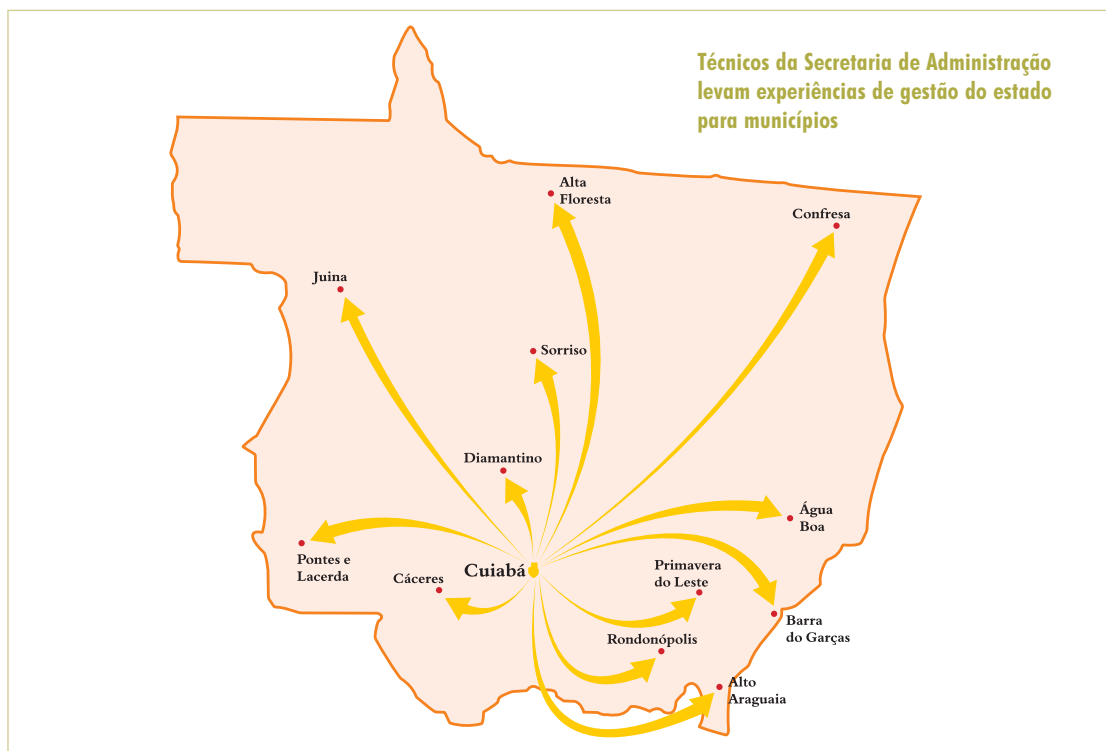 Técnicos da Secretaria de Administração
levam experiências de gestão do estado
para municípios
Alta
Floresta
Confresa
Juina
Sorriso
Diamantino
Água
Boa
Pontes e
Lacerda
Cáceres
Cuiabá
Primavera
do Leste
Barra
do Garças
Rondonópolis
Alto
Araguaia